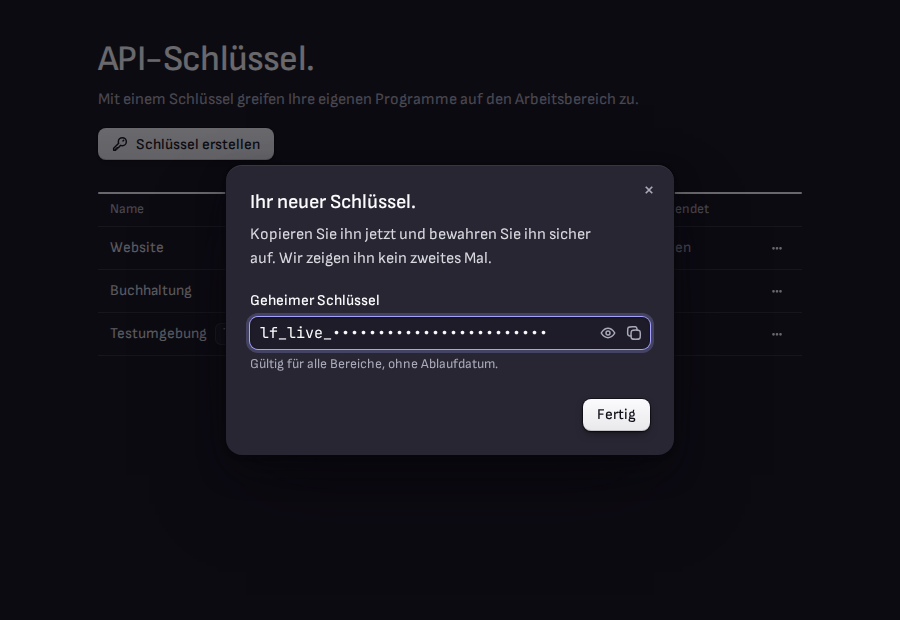 API-Schlüssel.
Mit einem Schlüssel greifen Ihre eigenen Programme auf den Arbeitsbereich zu.
Schlüssel erstellen
Name
endet
Website
en
Buchhaltung
Testumgebung
Ihr neuer Schlüssel.
Kopieren Sie ihn jetzt und bewahren Sie ihn sicher
auf. Wir zeigen ihn kein zweites Mal.
Geheimer Schlüssel
lf_live_••••••••••••••••••••••••
Gültig für alle Bereiche, ohne Ablaufdatum.
Fertig